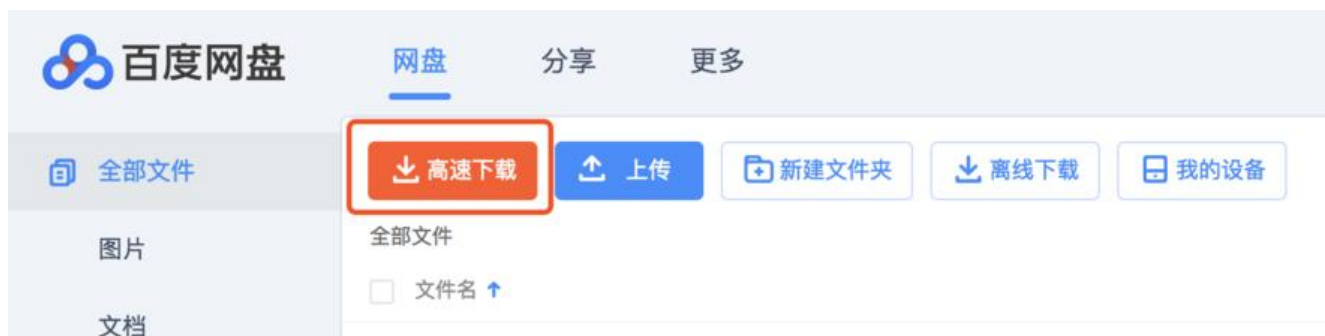 百度网盘 网盘 分享 更多
全部文件 高速下载 上传 新建文件夹 离线下载 我的设备
全部文件
图片
文件名
文档